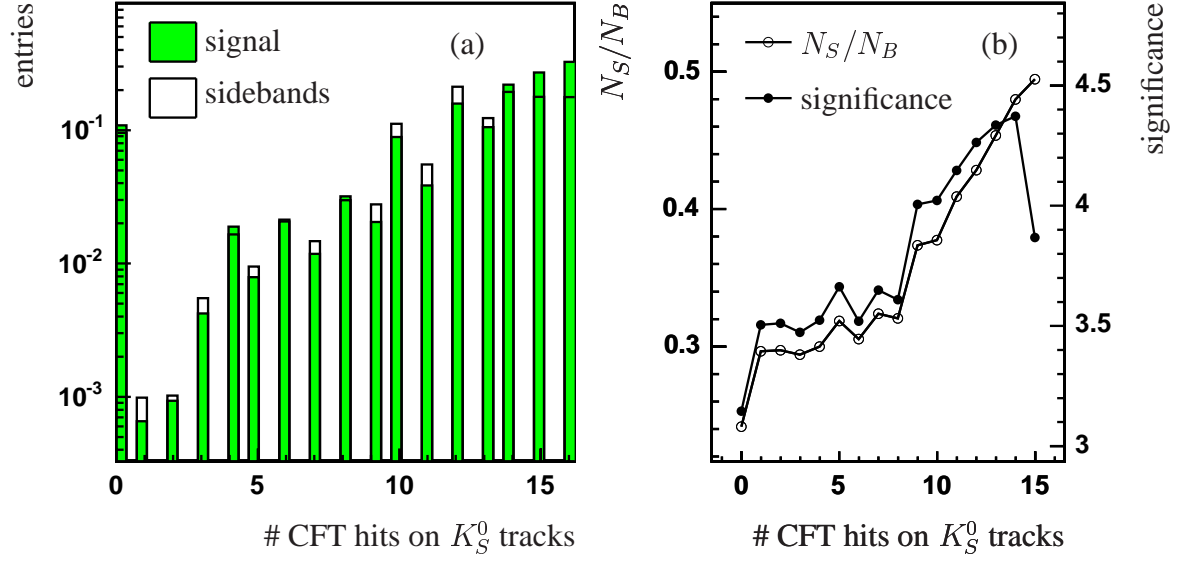 entries
signal
sidebands
(a)
10⁻¹
10⁻²
10⁻³
0
5
10
15
# CFT hits on K_S^0 tracks
N_S/N_B
N_S/N_B
significance
(b)
significance
0.5
0.4
0.3
4.5
4
3.5
3
0
5
10
15
# CFT hits on K_S^0 tracks